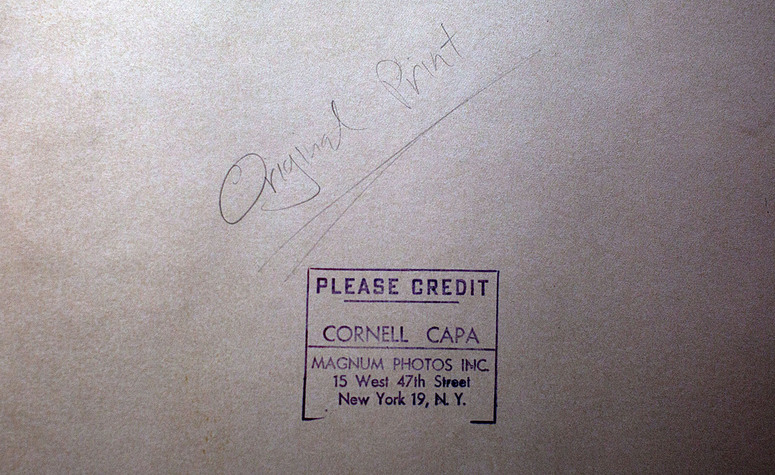 Original Print
PLEASE CREDIT
CORNELL CAPA
MAGNUM PHOTOS INC.
15 West 47th Street
New York 19, N. Y.